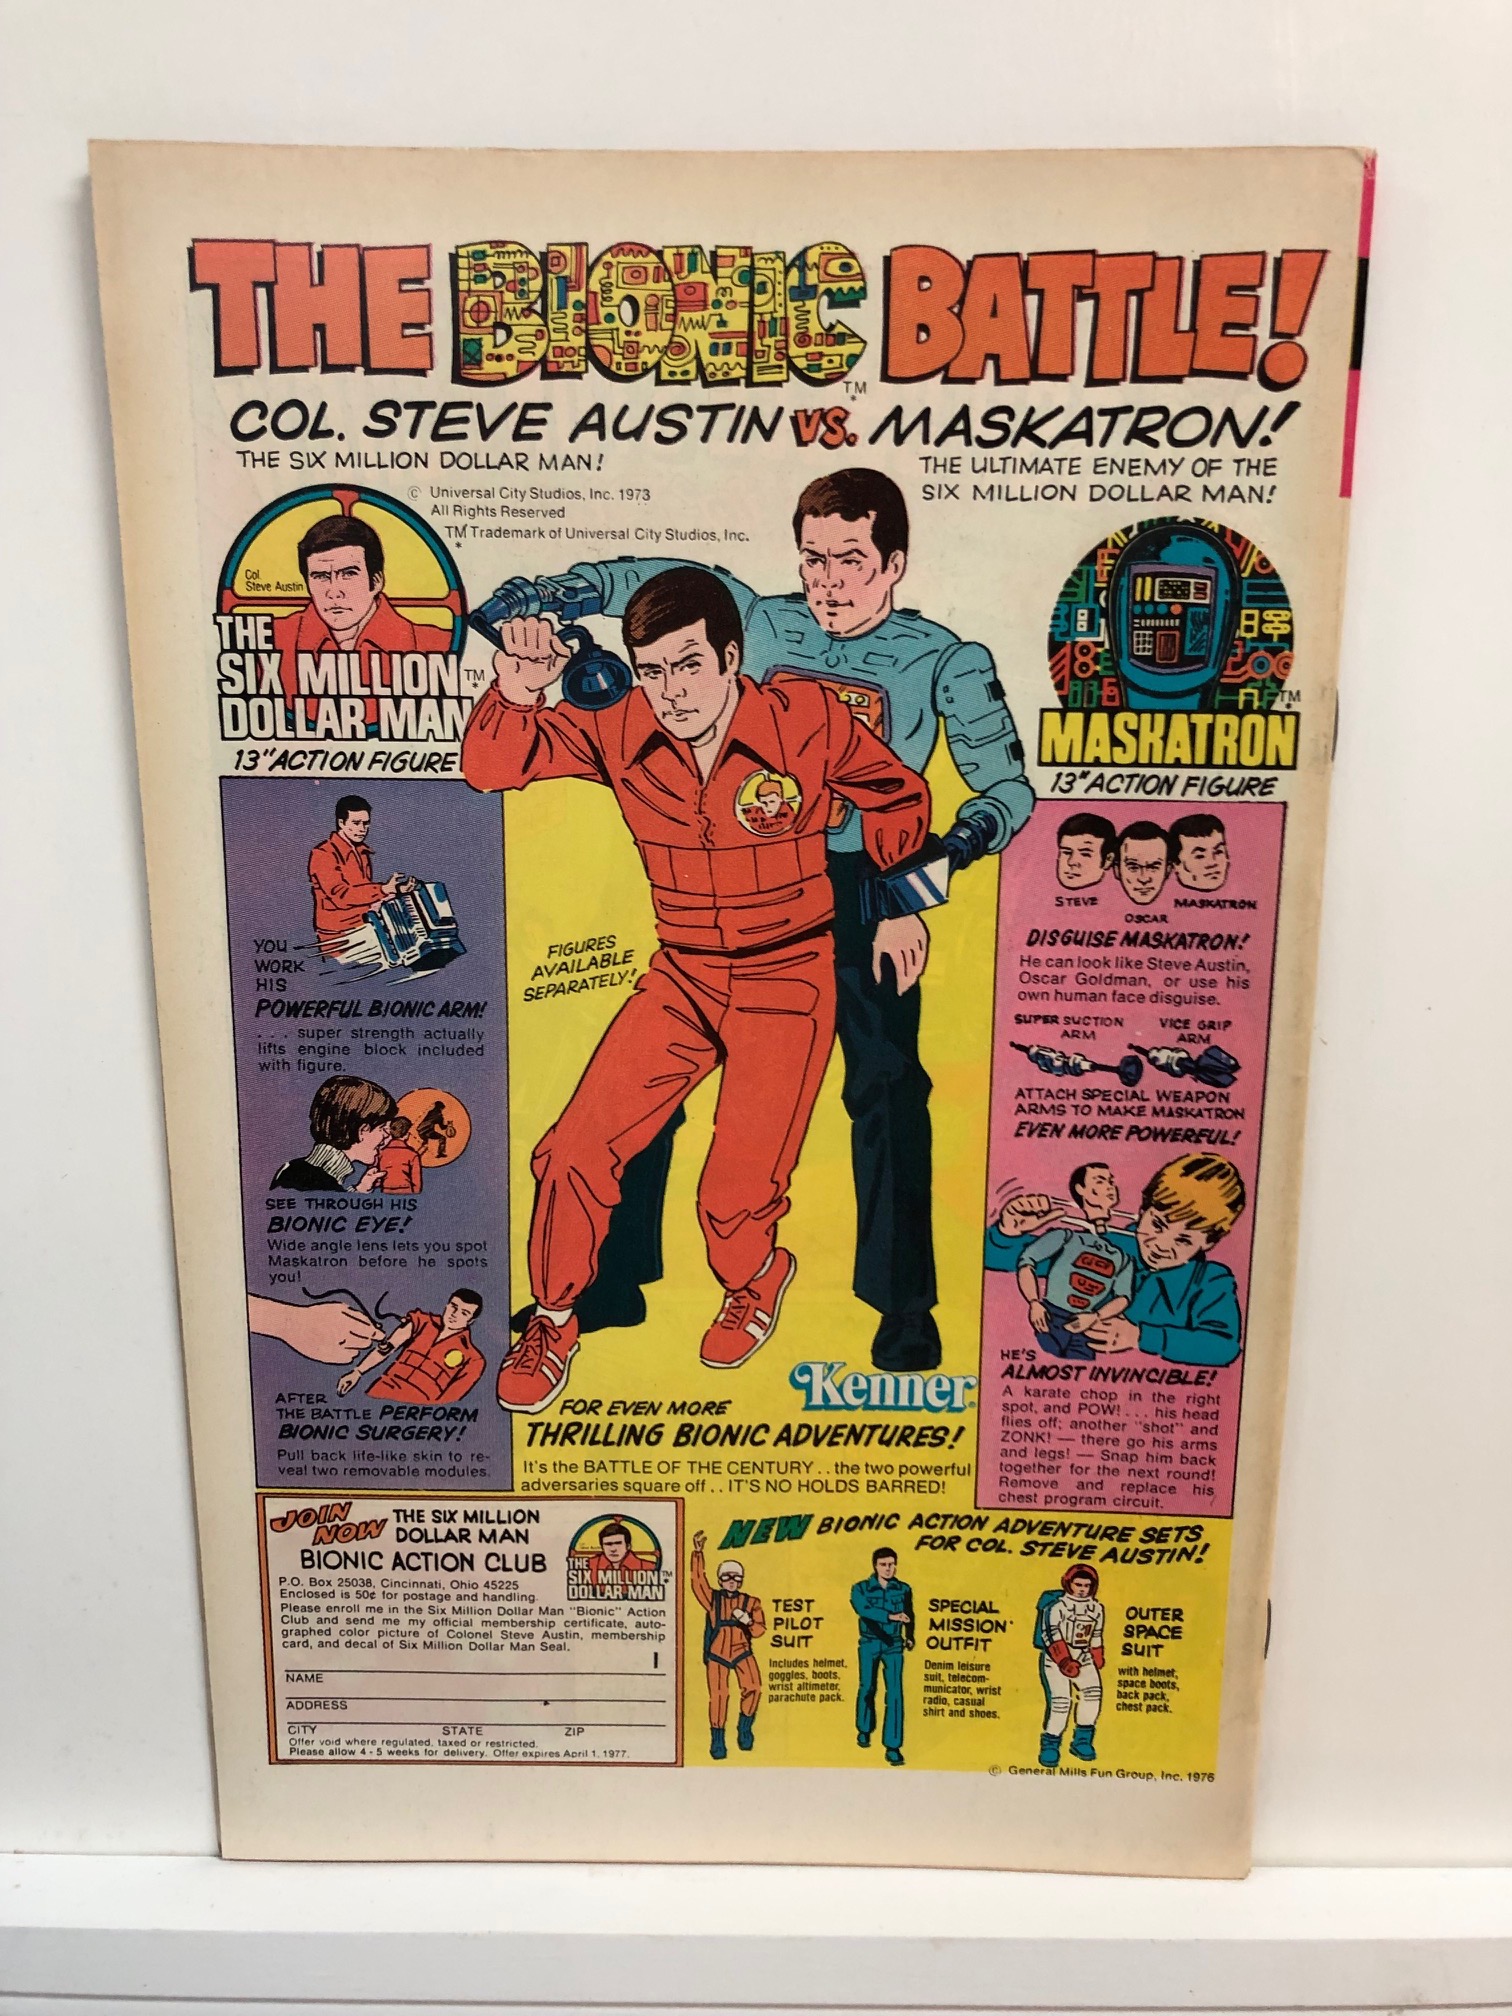 THE BIONIC BATTLE!
TM
*
COL. STEVE AUSTIN VS. MASKATRON!
THE SIX MILLION DOLLAR MAN!
THE ULTIMATE ENEMY OF THE
SIX MILLION DOLLAR MAN!
© Universal City Studios, Inc. 1973
All Rights Reserved
TM Trademark of Universal City Studios, Inc.
*
Col.
Steve Austin
THE
SIX MILLION TM
*
DOLLAR MAN
13" ACTION FIGURE
TM
MASKATRON
13" ACTION FIGURE
YOU
WORK
HIS
POWERFUL BIONIC ARM!
. . . super strength actually
lifts engine block included
with figure.
SEE THROUGH HIS
BIONIC EYE!
Wide angle lens lets you spot
Maskatron before he spots
you!
AFTER
THE BATTLE PERFORM
BIONIC SURGERY!
Pull back life-like skin to re-
veal two removable modules.
FIGURES
AVAILABLE
SEPARATELY!
STEVE
OSCAR
MASKATRON
DISGUISE MASKATRON!
He can look like Steve Austin,
Oscar Goldman, or use his
own human face disguise.
SUPER SUCTION
ARM
VICE GRIP
ARM
ATTACH SPECIAL WEAPON
ARMS TO MAKE MASKATRON
EVEN MORE POWERFUL!
HE'S
ALMOST INVINCIBLE!
A karate chop in the right
spot, and POW! . . . his head
flies off; another "shot" and
ZONK! — there go his arms
and legs! — Snap him back
together for the next round!
Remove and replace his
chest program circuit.
Kenner
FOR EVEN MORE
THRILLING BIONIC ADVENTURES!
It's the BATTLE OF THE CENTURY . . the two powerful
adversaries square off . . IT'S NO HOLDS BARRED!
JOIN
NOW
THE SIX MILLION
DOLLAR MAN
BIONIC ACTION CLUB
THE
SIX MILLION TM
*
DOLLAR MAN
P.O. Box 25038, Cincinnati, Ohio 45225
Enclosed is 50¢ for postage and handling.
Please enroll me in the Six Million Dollar Man "Bionic" Action
Club and send me my official membership certificate, auto-
graphed color picture of Colonel Steve Austin, membership
card, and decal of Six Million Dollar Man Seal.
I
NAME
ADDRESS
CITY STATE ZIP
Offer void where regulated, taxed or restricted.
Please allow 4 - 5 weeks for delivery. Offer expires April 1, 1977.
NEW BIONIC ACTION ADVENTURE SETS
FOR COL. STEVE AUSTIN!
TEST
PILOT
SUIT
Includes helmet,
goggles, boots,
wrist altimeter,
parachute pack.
SPECIAL
MISSION
OUTFIT
Denim leisure
suit, telecom-
municator, wrist
radio, casual
shirt and shoes.
OUTER
SPACE
SUIT
with helmet,
space boots,
back pack,
chest pack.
© General Mills Fun Group, Inc. 1976